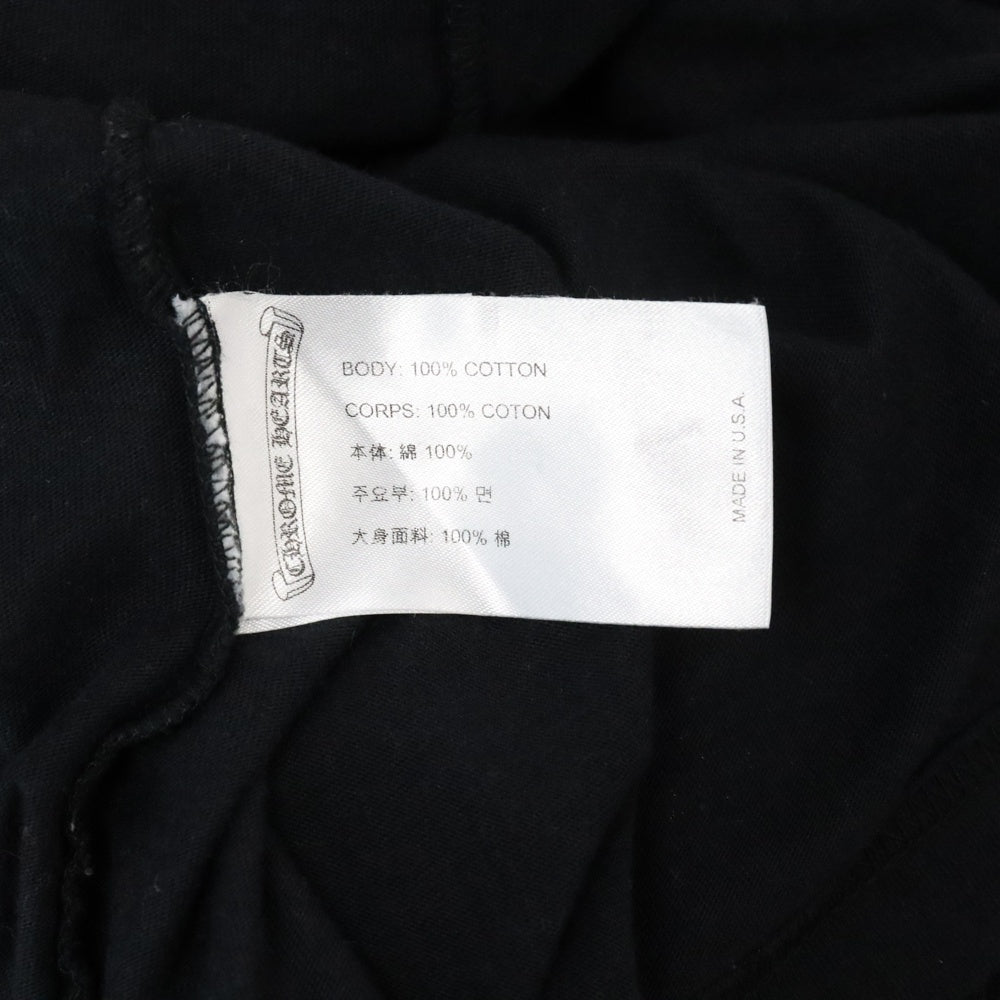 CHROME HEARTS
BODY: 100% COTTON
CORPS: 100% COTON
本体: 綿 100%
주요부: 100% 면
大身面料: 100% 棉
MADE IN U.S.A.